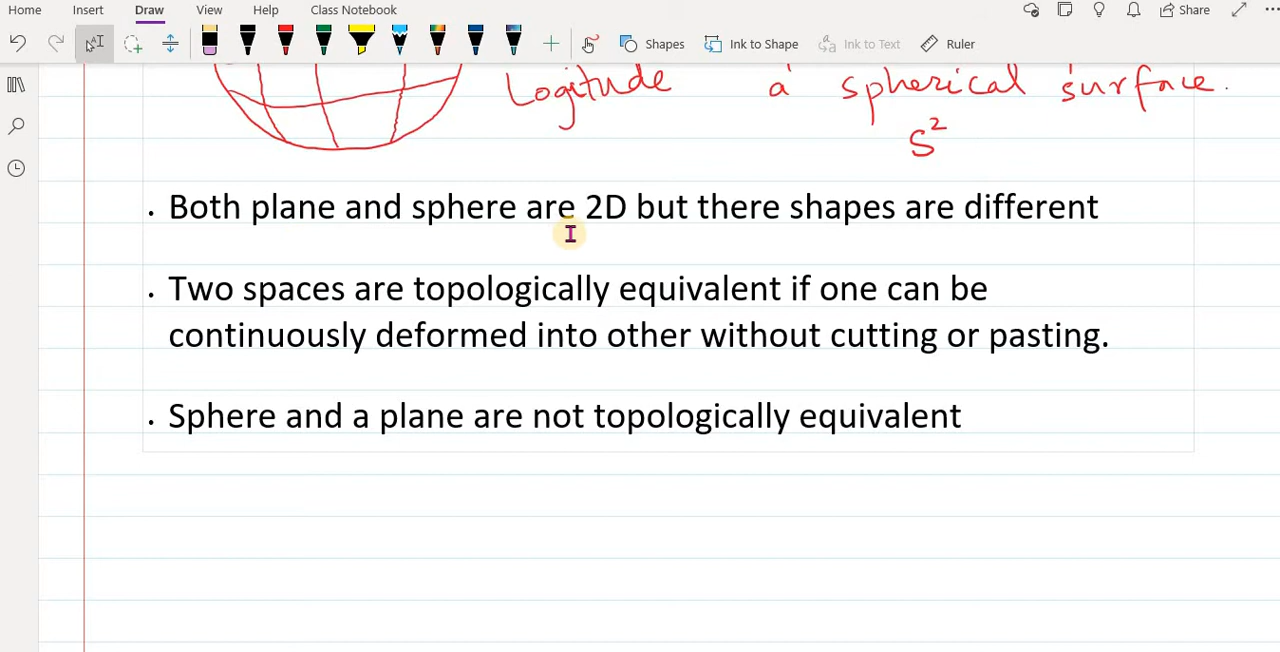 Home Insert Draw View Help Class Notebook Share
Shapes Ink to Shape Ink to Text Ruler
Logitude a spherical surface.
S²
• Both plane and sphere are 2D but there shapes are different
• Two spaces are topologically equivalent if one can be
continuously deformed into other without cutting or pasting.
• Sphere and a plane are not topologically equivalent